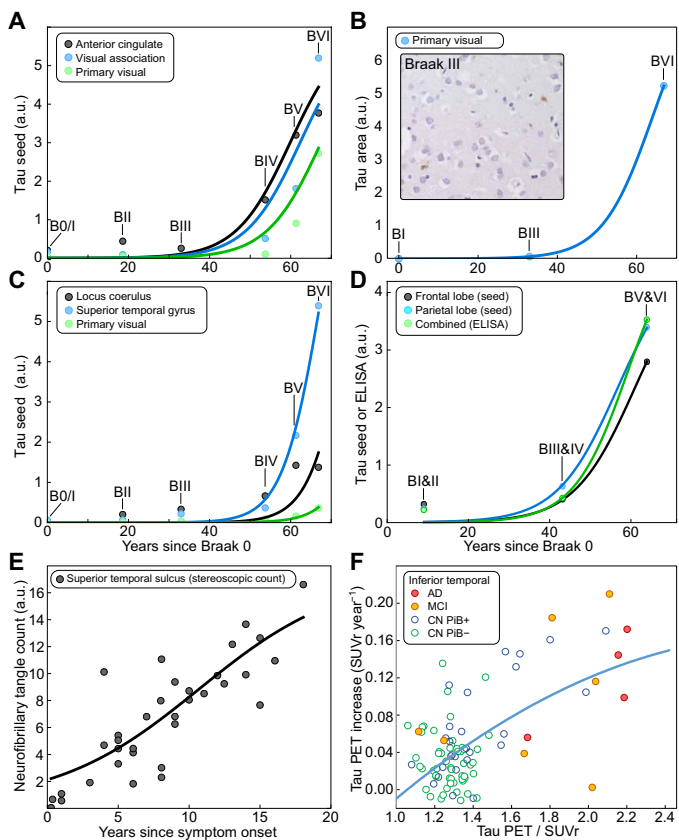 A
Anterior cingulate
Visual association
Primary visual
BVI
BV
BIV
BIII
BII
B0/I
Tau seed (a.u.)
5
4
3
2
1
0
0
20
40
60
B
Primary visual
Braak III
BVI
BIII
BI
Tau area (a.u.)
6
5
4
3
2
1
0
0
20
40
60
C
Locus coerulus
Superior temporal gyrus
Primary visual
BVI
BV
BIV
BIII
BII
B0/I
Tau seed (a.u.)
5
4
3
2
1
0
0
20
40
60
Years since Braak 0
D
Frontal lobe (seed)
Parietal lobe (seed)
Combined (ELISA)
BV&VI
BIII&IV
BI&II
Tau seed or ELISA (a.u.)
4
3
2
1
0
0
20
40
60
Years since Braak 0
E
Superior temporal sulcus (stereoscopic count)
Neurofibrillary tangle count (a.u.)
16
14
12
10
8
6
4
2
0
5
10
15
20
Years since symptom onset
F
Inferior temporal
AD
MCI
CN PiB+
CN PiB−
Tau PET increase (SUVr year⁻¹)
0.20
0.16
0.12
0.08
0.04
0.00
1.0
1.2
1.4
1.6
1.8
2.0
2.2
2.4
Tau PET / SUVr